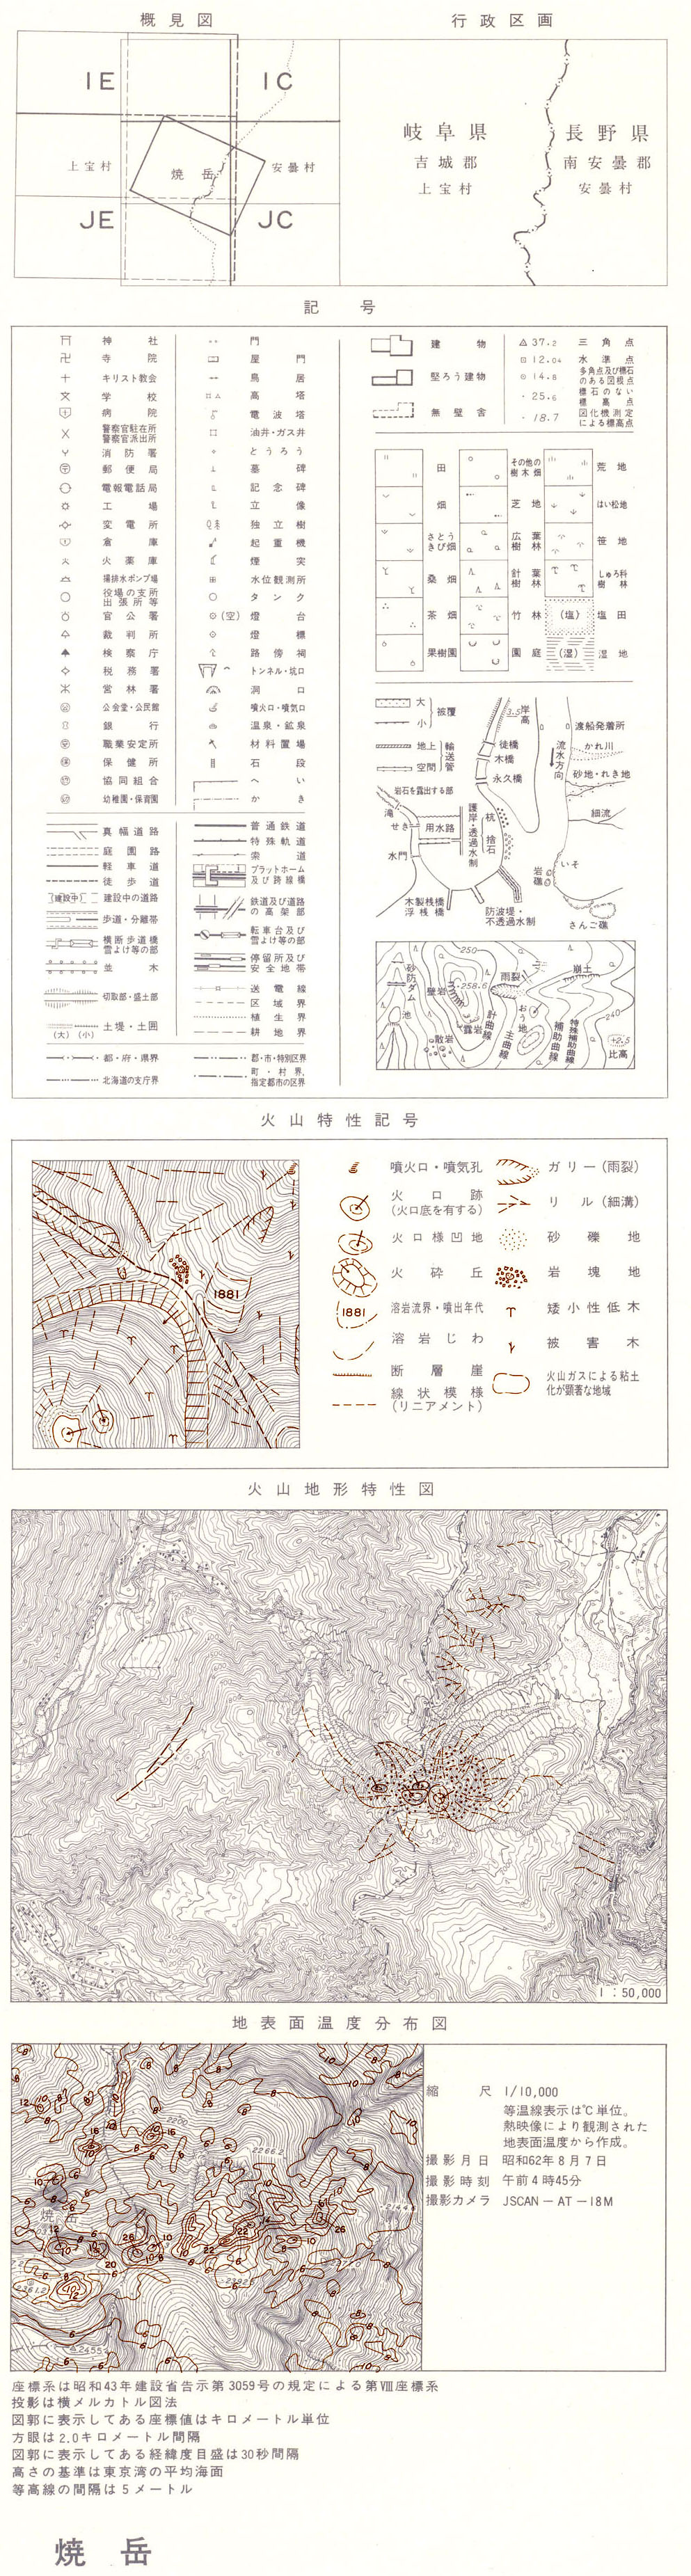 概見図
行政区画
IE
IC
上宝村
焼岳
安曇村
JE
JC
岐阜県
吉城郡
上宝村
長野県
南安曇郡
安曇村
記号
神社
寺院
キリスト教会
学校
病院
警察官駐在所
警察官派出所
消防署
郵便局
電報電話局
工場
変電所
倉庫
火薬庫
揚排水ポンプ場
役場の支所
出張所等
官公署
裁判所
検察庁
税務署
営林署
公会堂・公民館
銀行
職業安定所
保健所
協同組合
幼稚園・保育園
門
屋門
鳥居
高塔
電波塔
油井・ガス井
とうろう
墓碑
記念碑
立像
独立樹
起重機
煙突
水位観測所
タンク
(空) 燈台
燈標
路傍祠
トンネル・坑口
洞口
噴火口・噴気口
温泉・鉱泉
材料置場
石段
へい
かき
真幅道路
庭園路
軽車道
徒歩道
(建設中) 建設中の道路
歩道・分離帯
横断歩道橋
雪よけ等の部
並木
切取部・盛土部
土堤・土囲
(大) (小)
都・府・県界
北海道の支庁界
普通鉄道
特殊軌道
索道
プラットホーム
及び跨線橋
鉄道及び道路
の高架部
転車台及び
雪よけ等の部
停留所及び
安全地帯
送電線
区域界
植生界
耕地界
郡・市・特別区界
町・村界,
指定都市の区界
建物
堅ろう建物
無壁舎
37.2 三角点
12.04 水準点
14.8 多角点及び標石のある図根点
25.6 標石のない標高点
18.7 図化機測定による標高点
田
畑
さとうきび畑
桑畑
茶畑
果樹園
その他の樹木畑
芝地
広葉樹林
針葉樹林
竹林
園庭
荒地
はい松地
笹地
しゅろ科樹林
(塩) 塩田
(湿) 湿地
大
小
被覆
地上
空間
輸送管
岩石を露出する部
滝
せき
水門
用水路
木製桟橋
浮桟橋
3.5
岸高
徒橋
木橋
永久橋
護岸・透過水制
杭
捨石
防波堤・
不透過水制
流水方向
渡船発着所
かれ川
砂地・れき地
細流
いそ
岩礁
さんご礁
250
砂防ダム
池
壁岩
258.6
露岩
散岩
計曲線
雨裂
おう地
主曲線
崩土
補助曲線
特殊補助曲線
240
+2.5
比高
火山特性記号
1881
噴火口・噴気孔
火口跡
(火口底を有する)
火口様凹地
火砕丘
1881 溶岩流界・噴出年代
溶岩じわ
断層崖
線状模様
(リニアメント)
ガリー(雨裂)
リル(細溝)
砂礫地
岩塊地
矮小性低木
被害木
火山ガスによる粘土
化が顕著な地域
火山地形特性図
1:50,000
地表面温度分布図
2200
2266.2
焼岳
縮尺 1/10,000
等温線表示は℃単位。
熱映像により観測された
地表面温度から作成。
撮影月日 昭和62年8月7日
撮影時刻 午前4時45分
撮影カメラ JSCAN-AT-18M
座標系は昭和43年建設省告示第3059号の規定による第Ⅷ座標系
投影は横メルカトル図法
図郭に表示してある座標値はキロメートル単位
方眼は2.0キロメートル間隔
図郭に表示してある経緯度目盛は30秒間隔
高さの基準は東京湾の平均海面
等高線の間隔は5メートル
焼岳